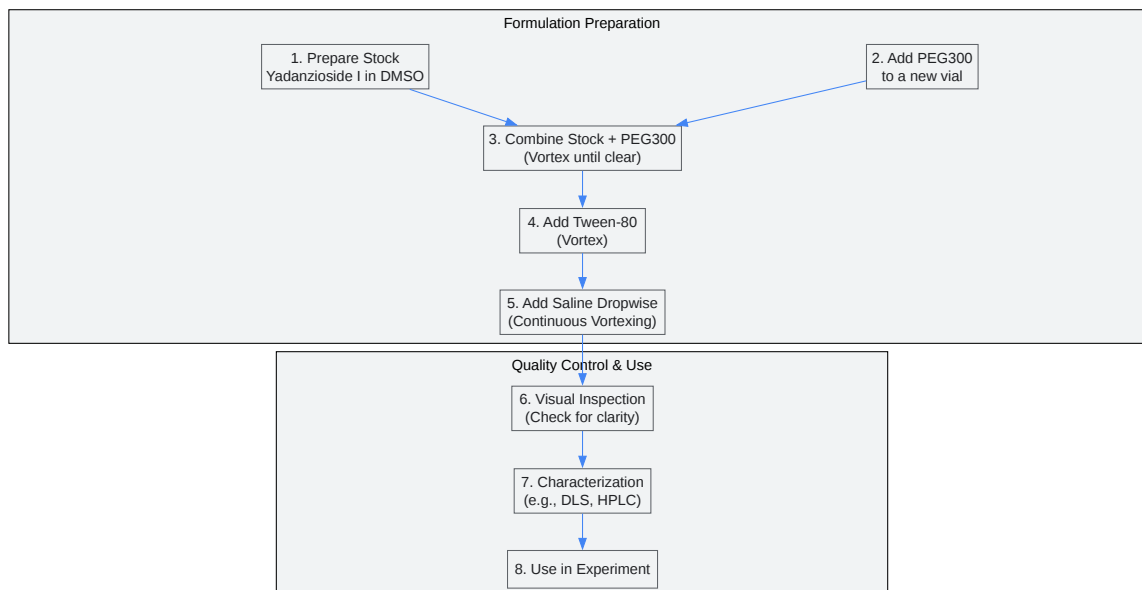 Formulation Preparation
1. Prepare Stock
Yadanzioside I in DMSO
2. Add PEG300
to a new vial
3. Combine Stock + PEG300
(Vortex until clear)
4. Add Tween-80
(Vortex)
5. Add Saline Dropwise
(Continuous Vortexing)
Quality Control & Use
6. Visual Inspection
(Check for clarity)
7. Characterization
(e.g., DLS, HPLC)
8. Use in Experiment